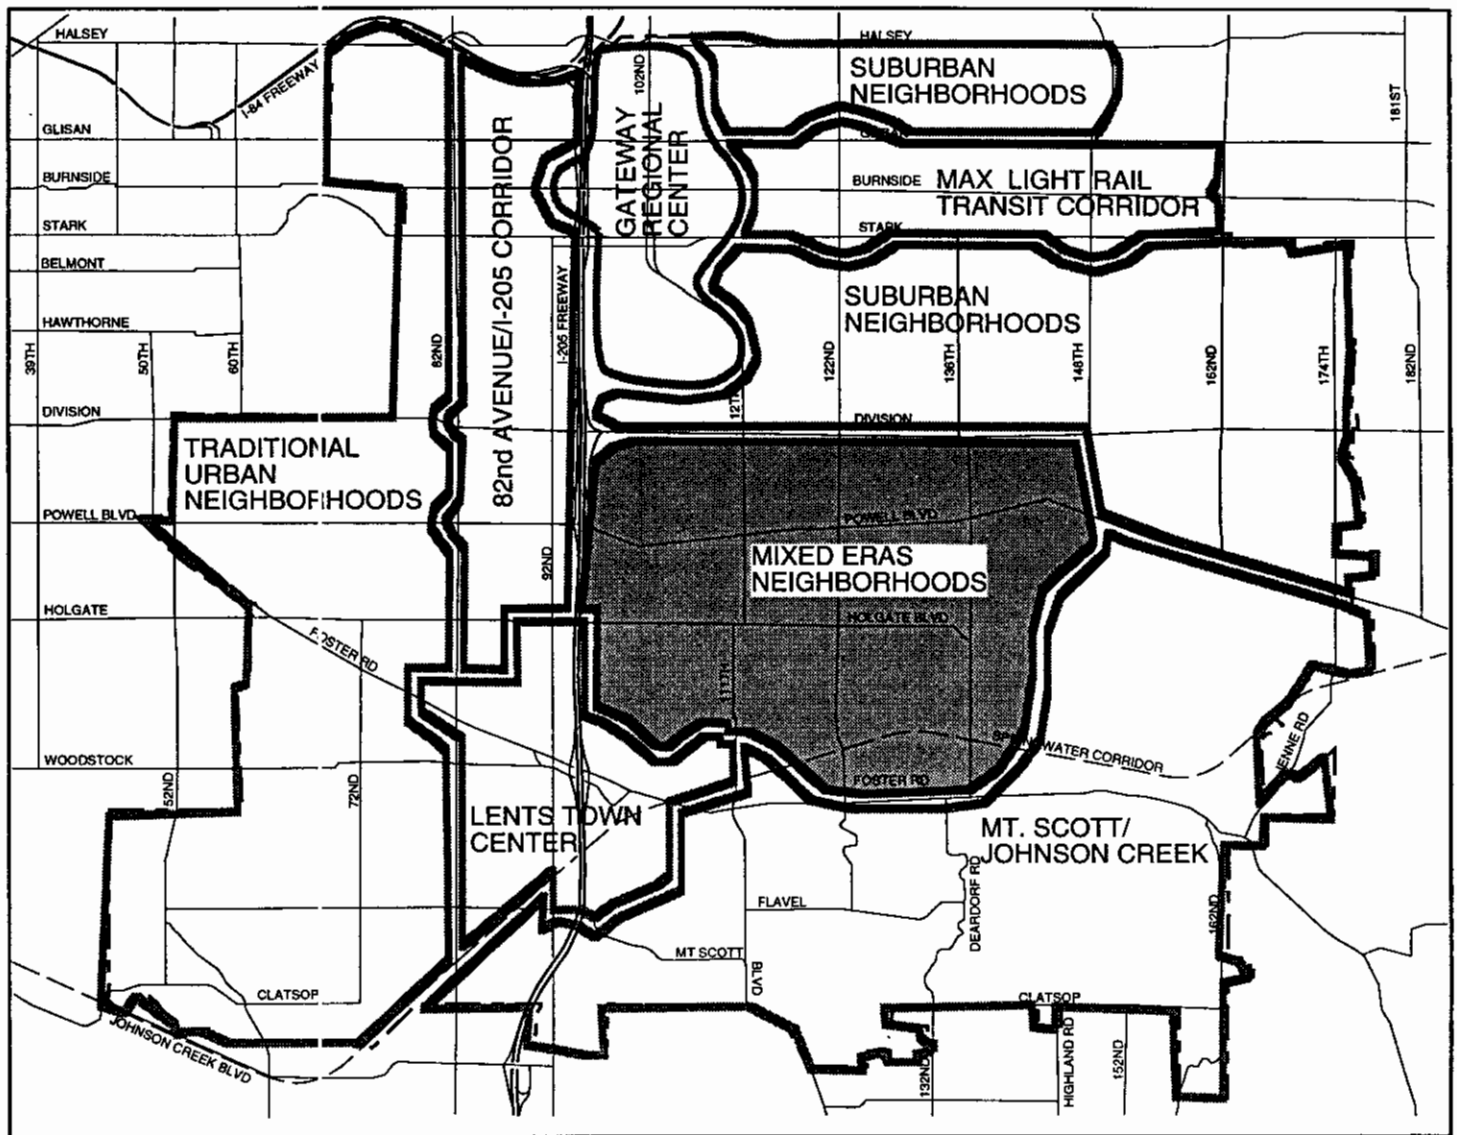 HALSEY
I-84 FREEWAY
102ND
HALSEY
SUBURBAN
NEIGHBORHOODS
181ST
GLISAN
BURNSIDE
STARK
BELMONT
HAWTHORNE
39TH
50TH
60TH
82ND
82nd AVENUE/I-205 CORRIDOR
I-205 FREEWAY
GATEWAY
REGIONAL
CENTER
BURNSIDE
MAX LIGHT RAIL
TRANSIT CORRIDOR
STARK
SUBURBAN
NEIGHBORHOODS
122ND
136TH
148TH
162ND
174TH
182ND
DIVISION
DIVISION
TRADITIONAL
URBAN
NEIGHBORHOODS
POWELL BLVD
POWELL BLVD
92ND
MIXED ERAS
NEIGHBORHOODS
HOLGATE
HOLGATE BLVD
FOSTER RD
WOODSTOCK
52ND
72ND
FOSTER RD
JENNE RD
LENTS TOWN
CENTER
MT. SCOTT/
JOHNSON CREEK
FLAVEL
DEARDORF RD
162ND
MT SCOTT
BLVD
CLATSOP
CLATSOP
JOHNSON CREEK BLVD
132ND
HIGHLAND RD
152ND